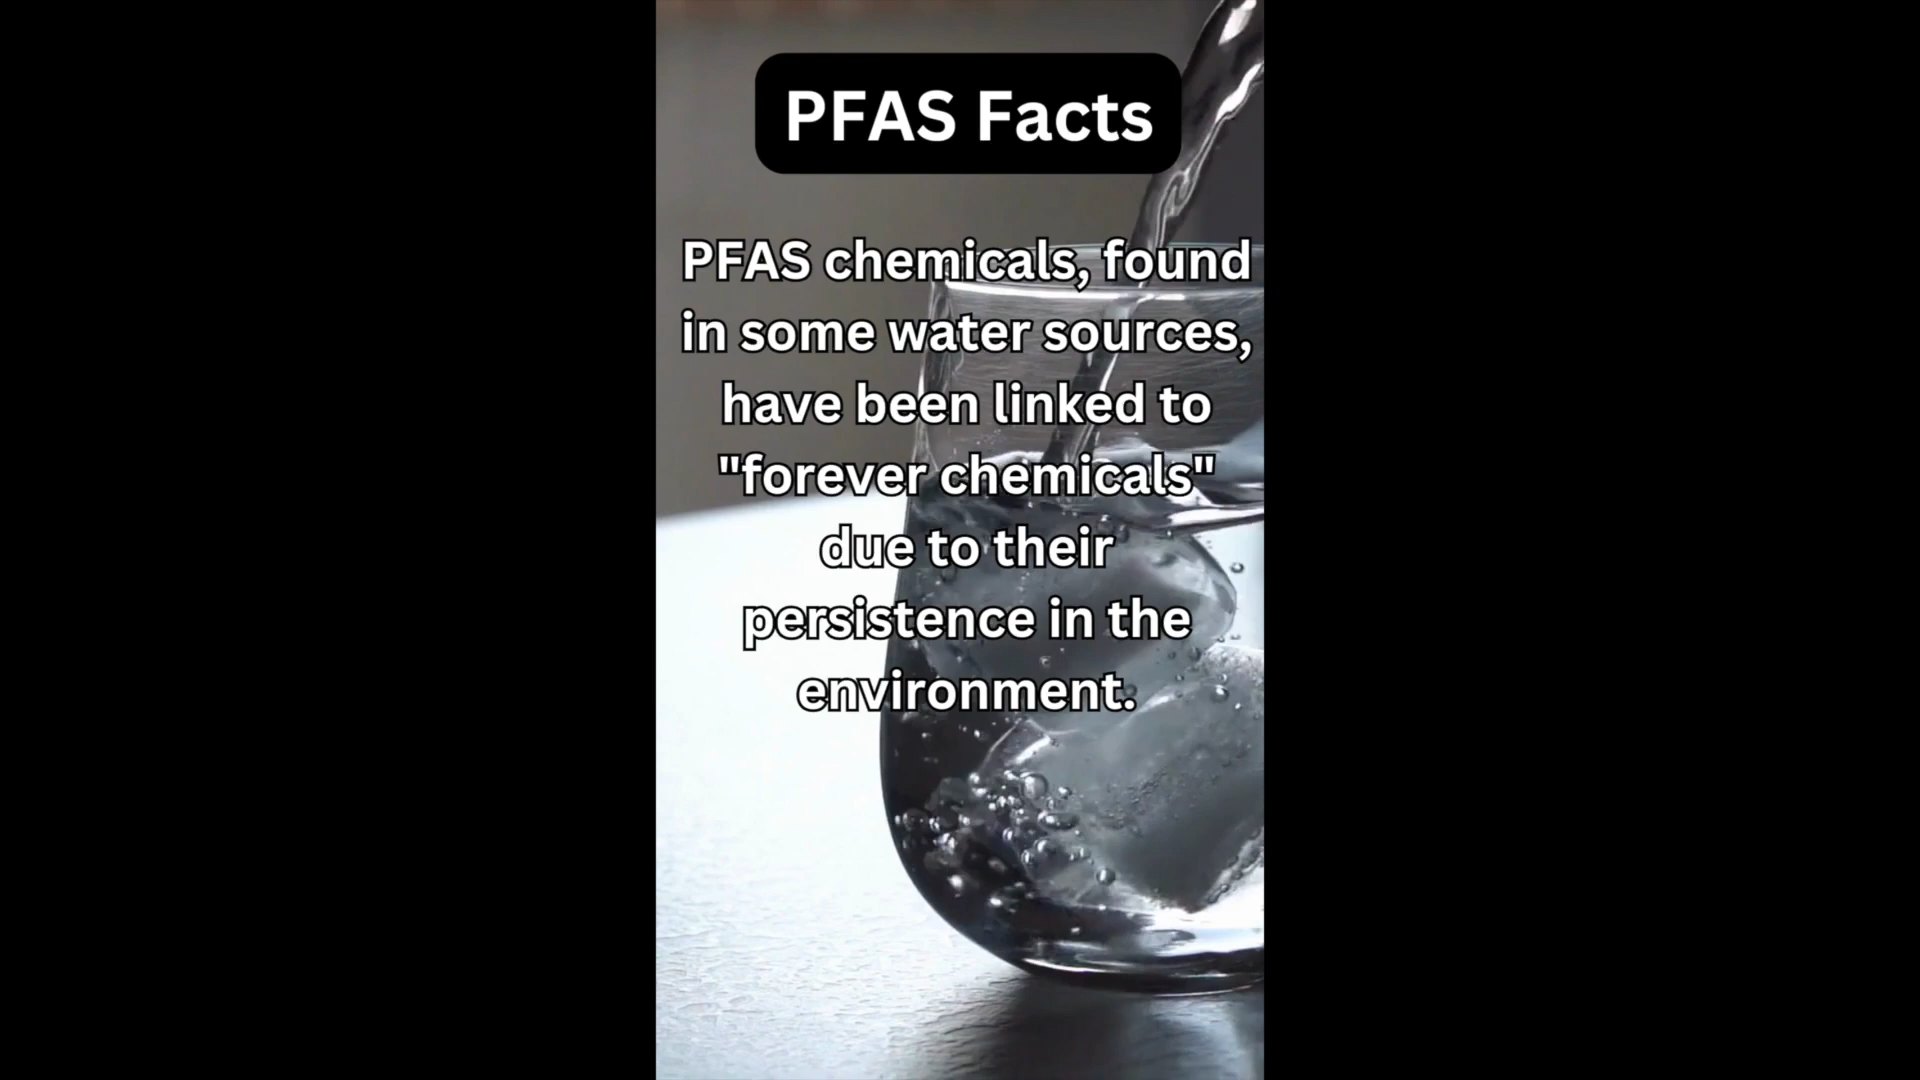 PFAS Facts
PFAS chemicals, found
in some water sources,
have been linked to
"forever chemicals"
due to their
persistence in the
environment.